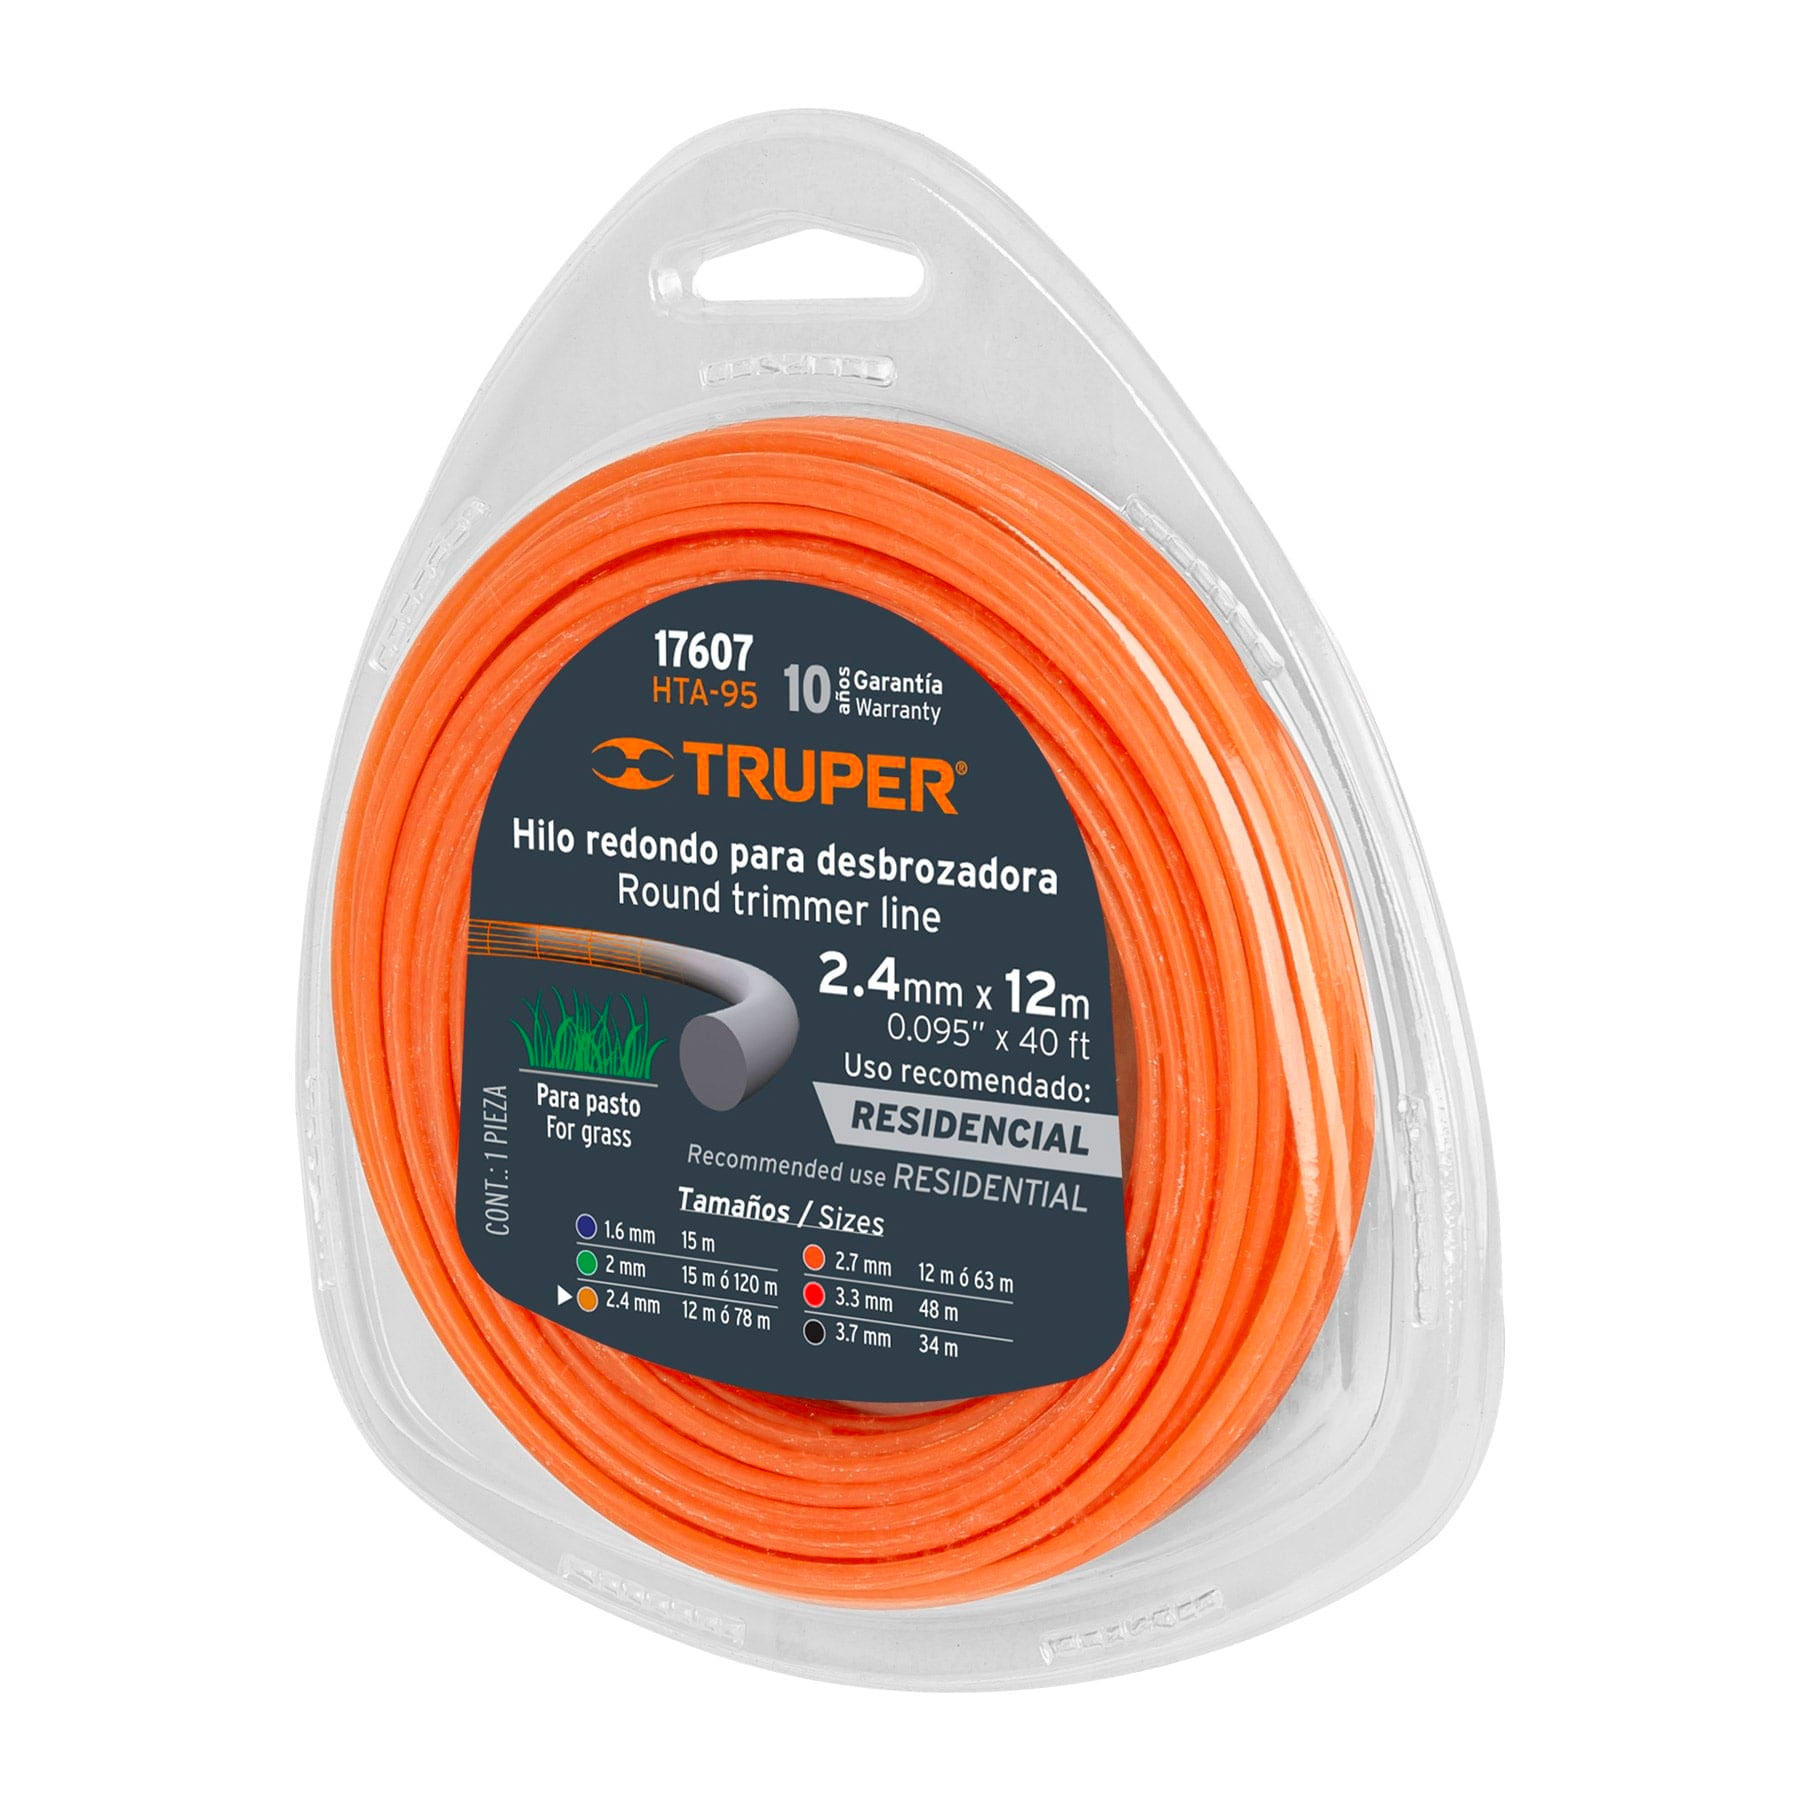 17607
HTA-95
10 años Garantía
Warranty
TRUPER®
Hilo redondo para desbrozadora
Round trimmer line
2.4mm x 12m
0.095" x 40 ft
Uso recomendado:
RESIDENCIAL
Recommended use RESIDENTIAL
Para pasto
For grass
CONT.: 1 PIEZA
Tamaños / Sizes
1.6 mm 15 m
2 mm 15 m ó 120 m
2.4 mm 12 m ó 78 m
2.7 mm 12 m ó 63 m
3.3 mm 48 m
3.7 mm 34 m